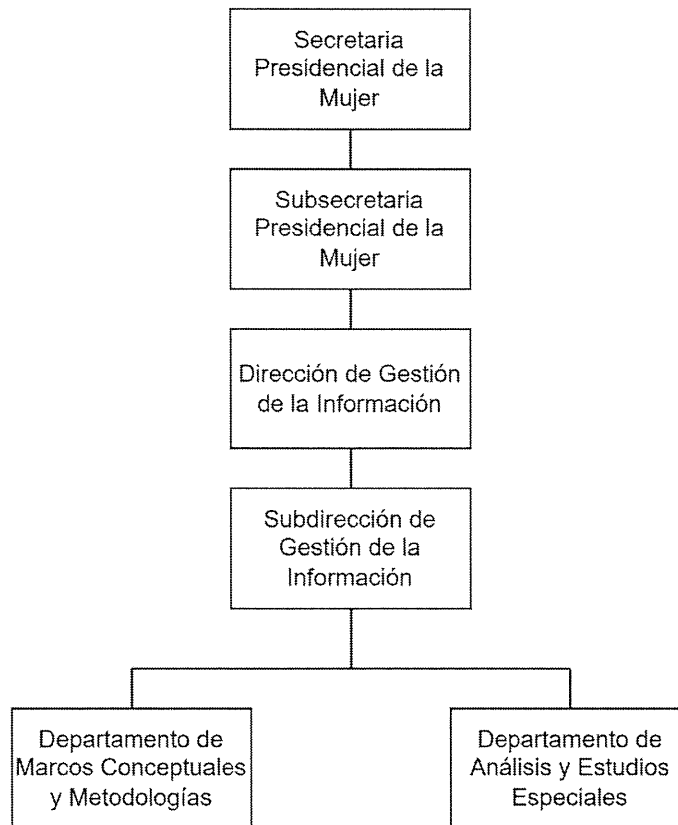 Secretaria
Presidencial de la
Mujer
Subsecretaria
Presidencial de la
Mujer
Dirección de Gestión
de la Información
Subdirección de
Gestión de la
Información
Departamento de
Marcos Conceptuales
y Metodologías
Departamento de
Análisis y Estudios
Especiales